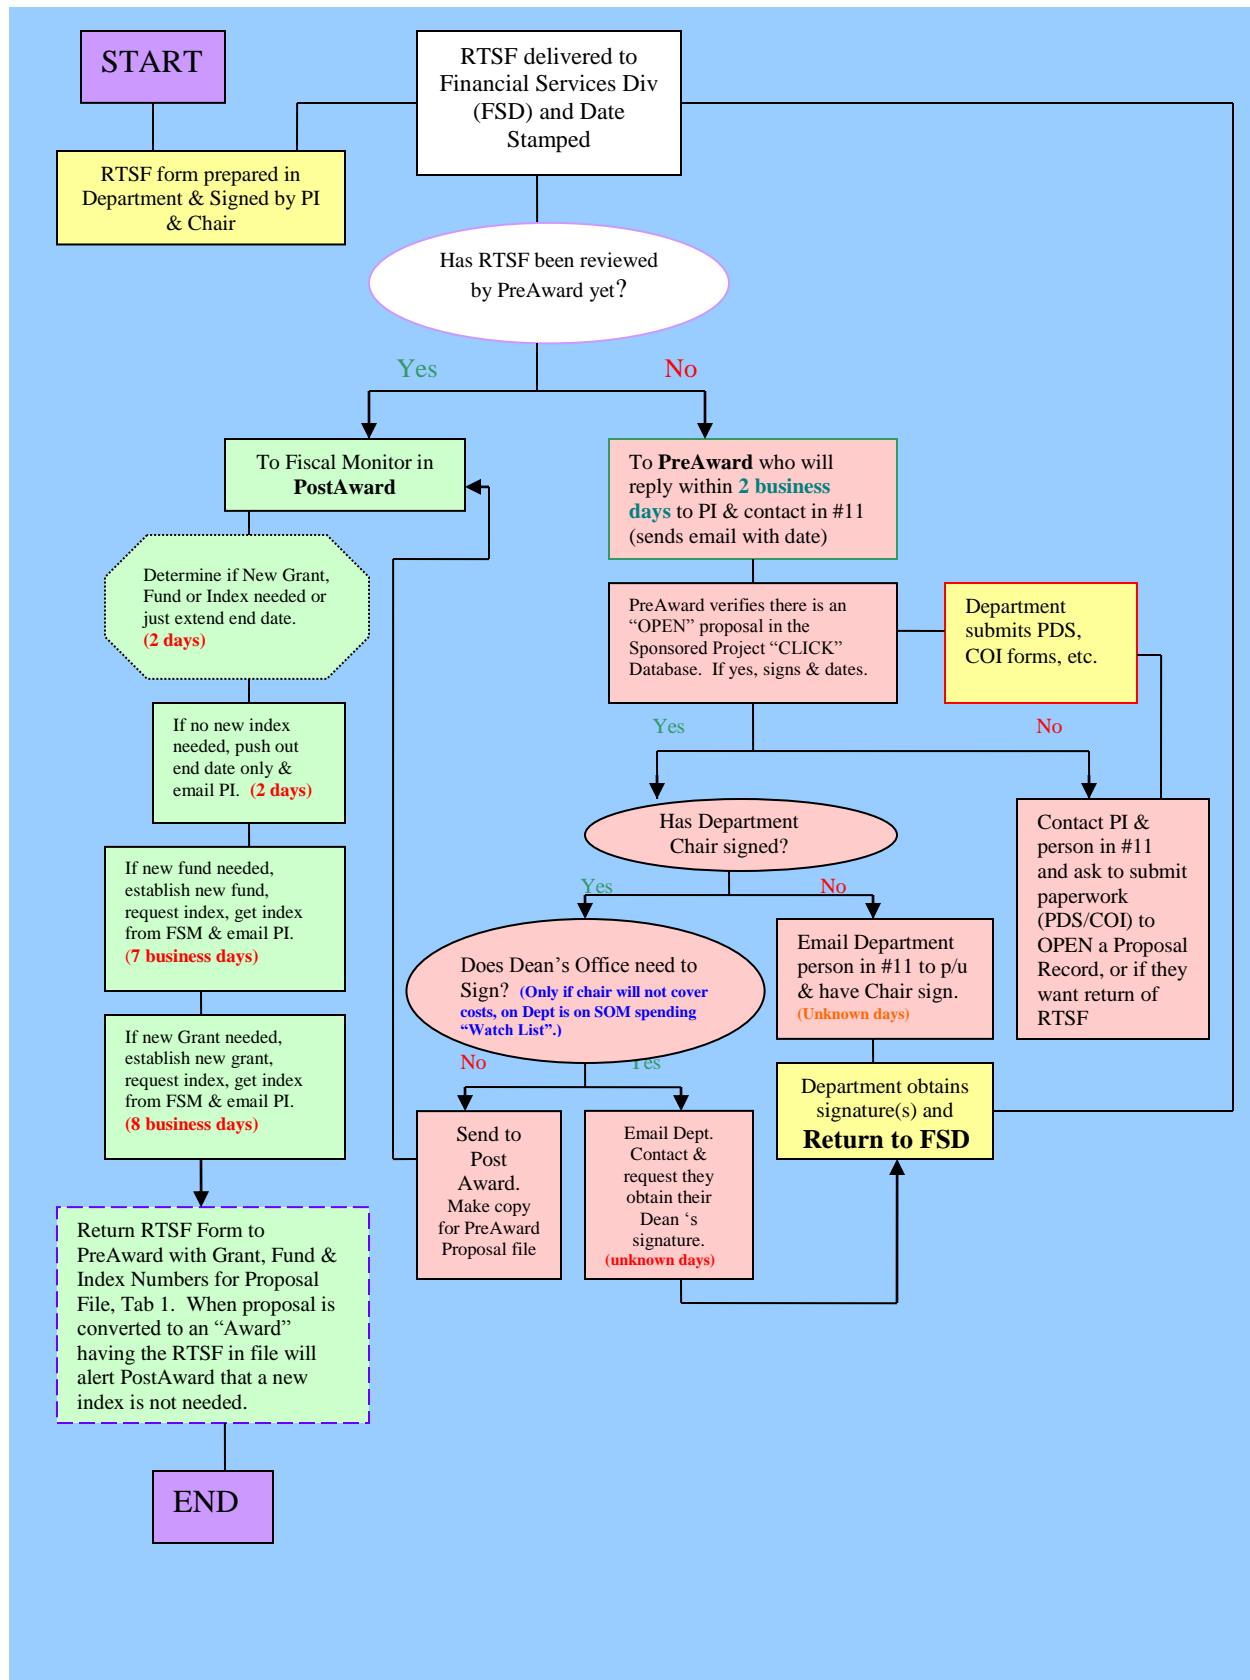 START
RTSF delivered to
Financial Services Div
(FSD) and Date
Stamped
RTSF form prepared in
Department & Signed by PI
& Chair
Has RTSF been reviewed
by PreAward yet?
Yes
No
To Fiscal Monitor in
PostAward
To PreAward who will
reply within 2 business
days to PI & contact in #11
(sends email with date)
Determine if New Grant,
Fund or Index needed or
just extend end date.
(2 days)
PreAward verifies there is an
“OPEN” proposal in the
Sponsored Project “CLICK”
Database.  If yes, signs & dates.
Department
submits PDS,
COI forms, etc.
Yes
No
If no new index
needed, push out
end date only &
email PI.  (2 days)
Has Department
Chair signed?
Contact PI &
person in #11
and ask to submit
paperwork
(PDS/COI) to
OPEN a Proposal
Record, or if they
want return of
RTSF
If new fund needed,
establish new fund,
request index, get index
from FSM & email PI.
(7 business days)
Yes
No
Does Dean’s Office need to
Sign?  (Only if chair will not cover
costs, on Dept is on SOM spending
“Watch List”.)
Email Department
person in #11 to p/u
& have Chair sign.
(Unknown days)
If new Grant needed,
establish new grant,
request index, get index
from FSM & email PI.
(8 business days)
No
Yes
Department obtains
signature(s) and
Return to FSD
Send to
Post
Award.
Make copy
for PreAward
Proposal file
Email Dept.
Contact &
request they
obtain their
Dean ‘s
signature.
(unknown days)
Return RTSF Form to
PreAward with Grant, Fund &
Index Numbers for Proposal
File, Tab 1.  When proposal is
converted to an “Award”
having the RTSF in file will
alert PostAward that a new
index is not needed.
END